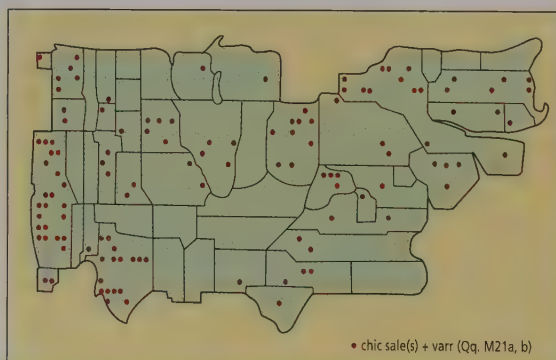 • chic sale(s) + varr (Qq. M21a, b)